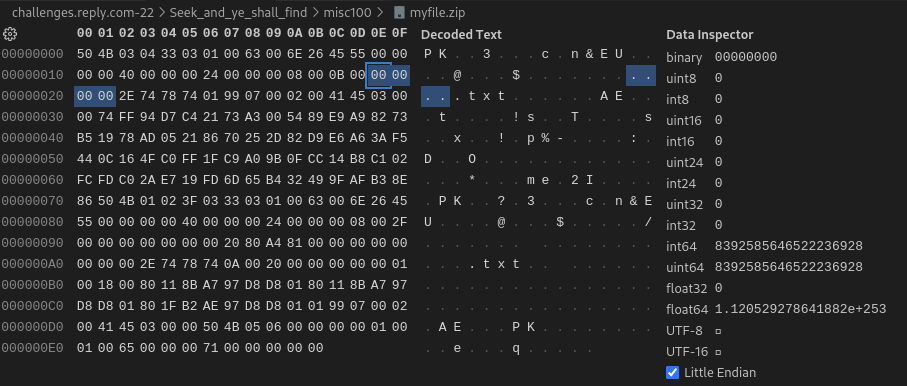 challenges.reply.com-22 > Seek_and_ye_shall_find > misc100 > myfile.zip
00 01 02 03 04 05 06 07 08 09 0A 0B 0C 0D 0E 0F Decoded Text Data Inspector
00000000 50 4B 03 04 33 03 01 00 63 00 6E 26 45 55 00 00 P K . . 3 . . . c . n & E U . . binary 00000000
00000010 00 00 40 00 00 00 24 00 00 00 08 00 0B 00 00 00 . . @ . . . $ . . . . . . . . . uint8 0
00000020 00 00 2E 74 78 74 01 99 07 00 02 00 41 45 03 00 . . . t x t . . . . . . A E . . int8 0
00000030 00 74 FF 94 D7 C4 21 73 A3 00 54 89 E9 A9 82 73 . t . . . . ! s . . T . . . . s uint16 0
00000040 B5 19 78 AD 05 21 86 70 25 2D 82 D9 E6 A3 3A F5 . . x . . ! . p % - . . . . : . int16 0
00000050 44 0C 16 4F C0 FF 1F C9 A0 9B 0F CC 14 B8 C1 02 D . . O . . . . . . . . . . . . uint24 0
00000060 FC FD C0 2A E7 19 FD 6D 65 B4 32 49 9F AF B3 8E . . . * . . . m e . 2 I . . . . int24 0
00000070 86 50 4B 01 02 3F 03 33 03 01 00 63 00 6E 26 45 . P K . . ? . 3 . . . c . n & E uint32 0
00000080 55 00 00 00 00 40 00 00 00 24 00 00 00 08 00 2F U . . . . @ . . . $ . . . . . / int32 0
00000090 00 00 00 00 00 00 20 80 A4 81 00 00 00 00 00 00 . . . . . .   . . . . . . . . . int64 8392585646522236928
000000A0 00 00 00 2E 74 78 74 0A 00 20 00 00 00 00 00 01 . . . . t x t . .   . . . . . . uint64 8392585646522236928
000000B0 00 18 00 80 11 8B A7 97 D8 D8 01 80 11 8B A7 97 . . . . . . . . . . . . . . . . float32 0
000000C0 D8 D8 01 80 1F B2 AE 97 D8 D8 01 01 99 07 00 02 . . . . . . . . . . . . . . . . float64 1.120529278641882e+253
000000D0 00 41 45 03 00 00 50 4B 05 06 00 00 00 00 01 00 . A E . . . P K . . . . . . . . UTF-8 □
000000E0 01 00 65 00 00 00 71 00 00 00 00 00 . . e . . . q . . . . . UTF-16 □
Little Endian